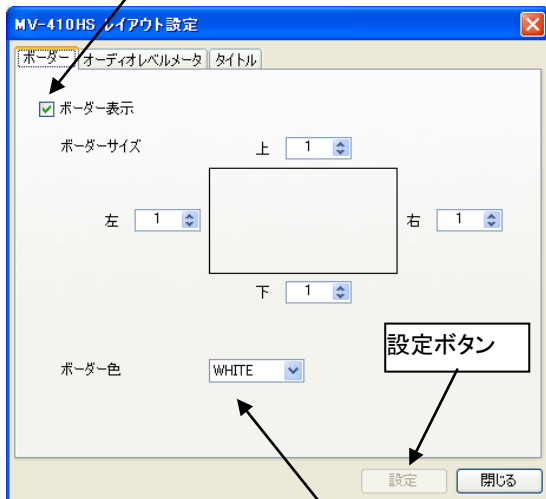 MV-410HS レイアウト設定
ボーダー オーディオレベルメータ タイトル
ボーダー表示
ボーダーサイズ
上 1
左 1
右 1
下 1
設定ボタン
ボーダー色 WHITE
設定 閉じる